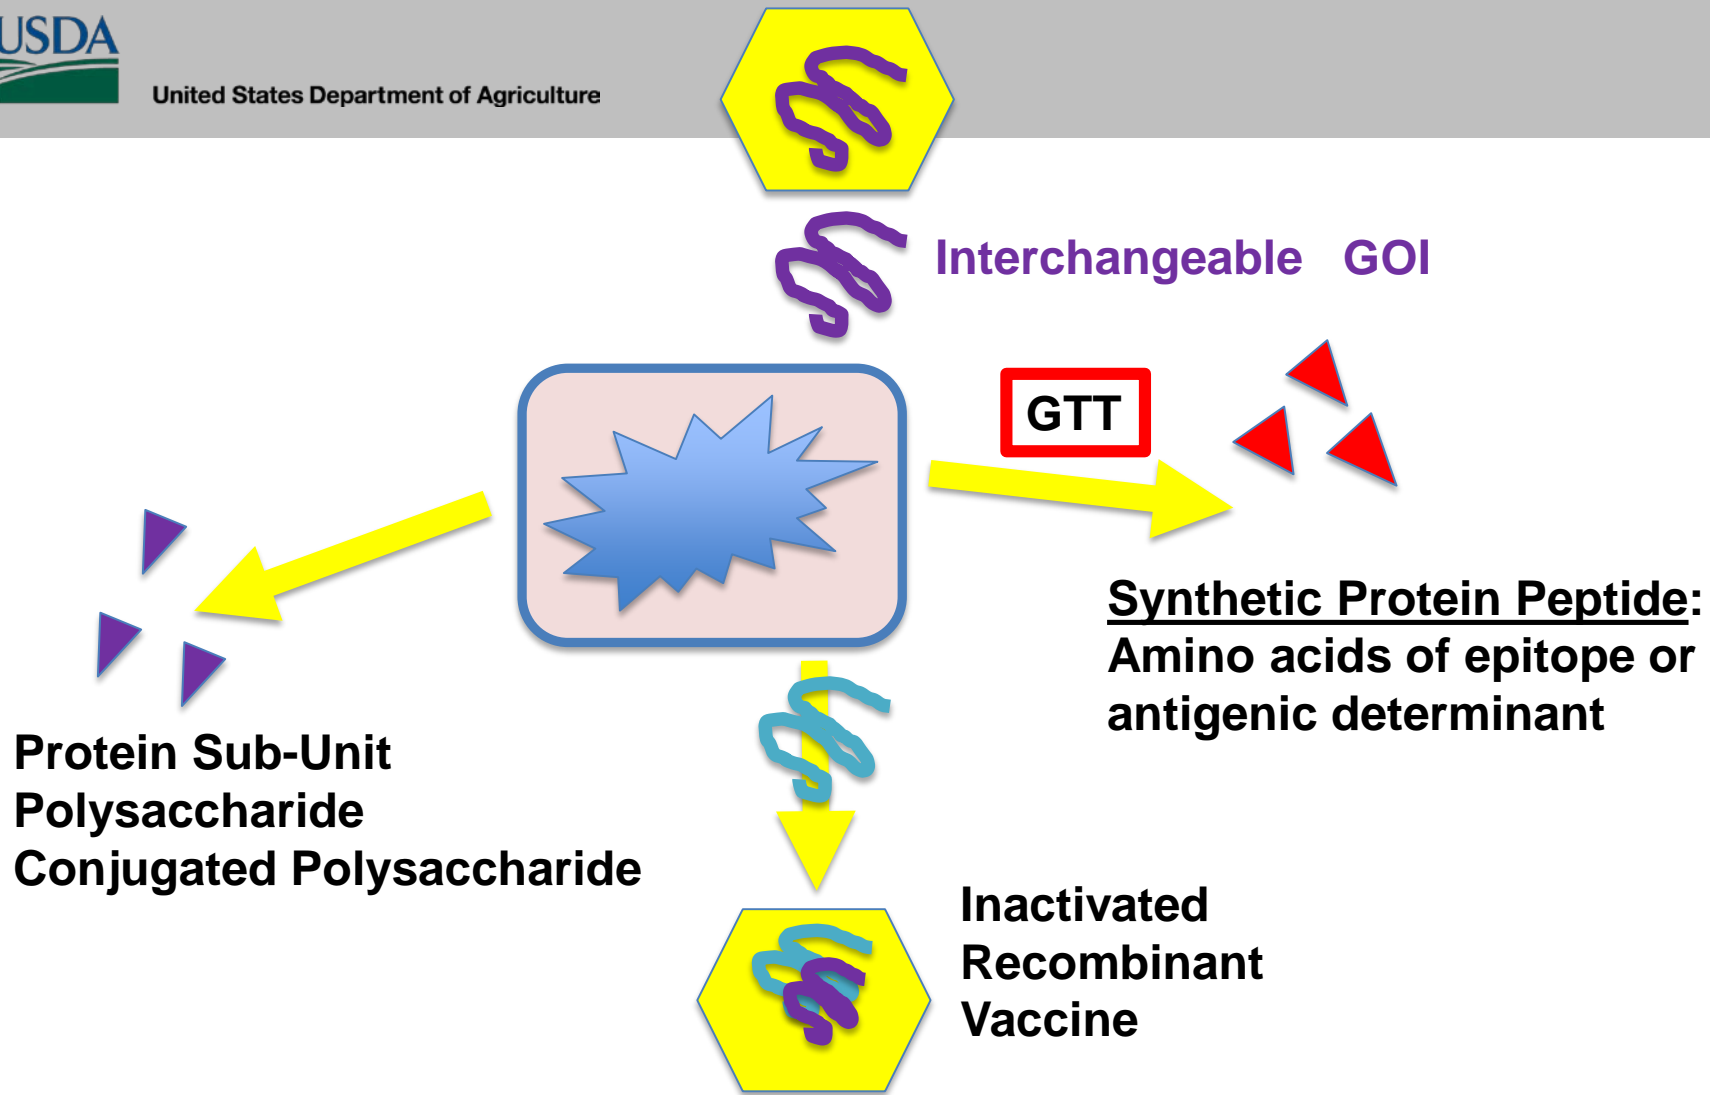 USDA
United States Department of Agriculture
Interchangeable GOI
GTT
Synthetic Protein Peptide:
Amino acids of epitope or
antigenic determinant
Protein Sub-Unit
Polysaccharide
Conjugated Polysaccharide
Inactivated
Recombinant
Vaccine